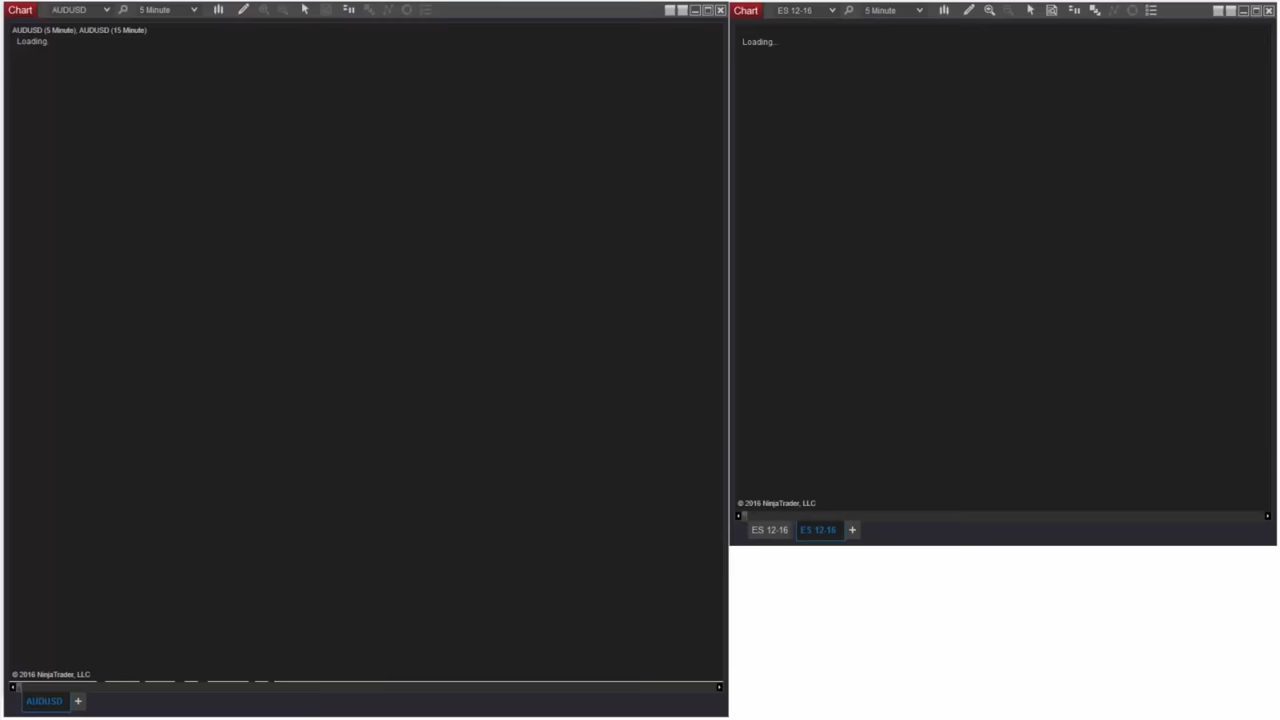 Chart AUDUSD 5 Minute
AUDUSD (5 Minute), AUDUSD (15 Minute)
Loading.
© 2016 NinjaTrader, LLC
AUDUSD +
Chart ES 12-16 5 Minute
Loading...
© 2016 NinjaTrader, LLC
ES 12-16 ES 12-16 +